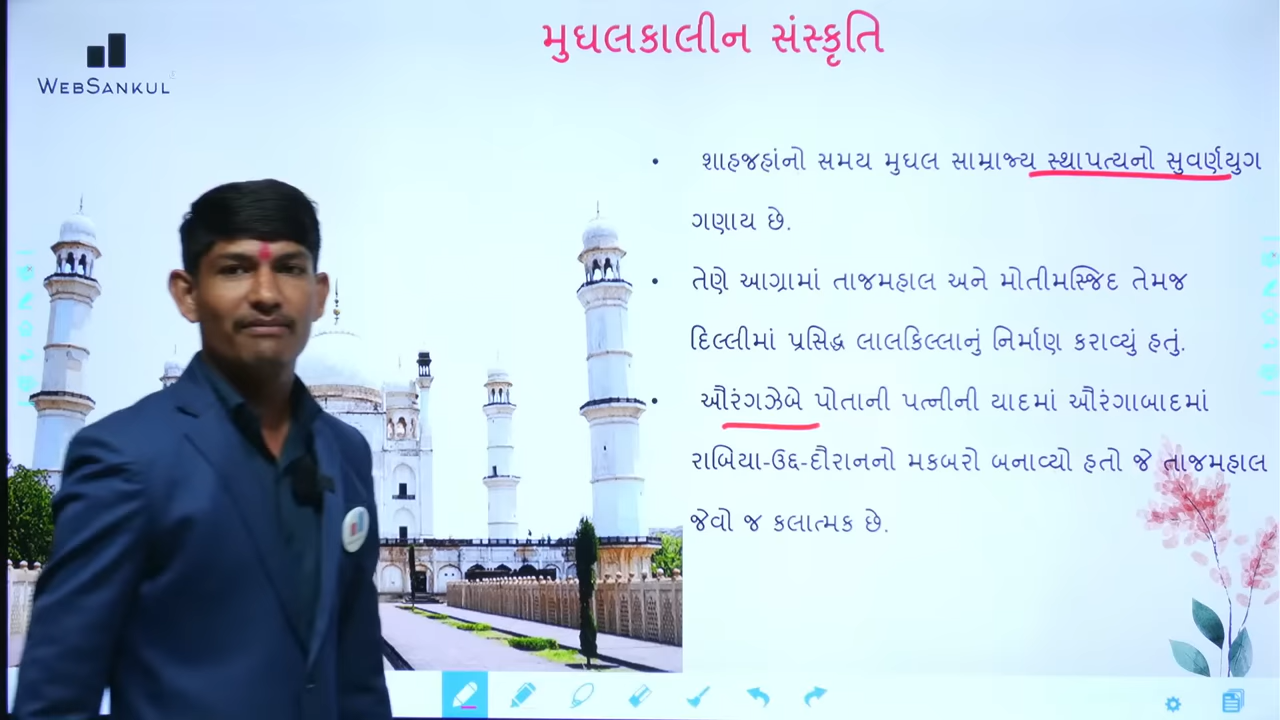 મુઘલકાલીન સંસ્કૃતિ
WEBSANKUL
• શાહજહાંનો સમય મુઘલ સામ્રાજ્ય સ્થાપત્યનો સુવર્ણયુગ
ગણાય છે.
• તેણે આગ્રામાં તાજમહાલ અને મોતીમસ્જિદ તેમજ
દિલ્લીમાં પ્રસિદ્ધ લાલકિલ્લાનું નિર્માણ કરાવ્યું હતું.
• ઔરંગઝેબે પોતાની પત્નીની યાદમાં ઔરંગાબાદમાં
રાબિયા-ઉદ્દ-દૌરાનનો મકબરો બનાવ્યો હતો જે તાજમહાલ
જેવો જ કલાત્મક છે.